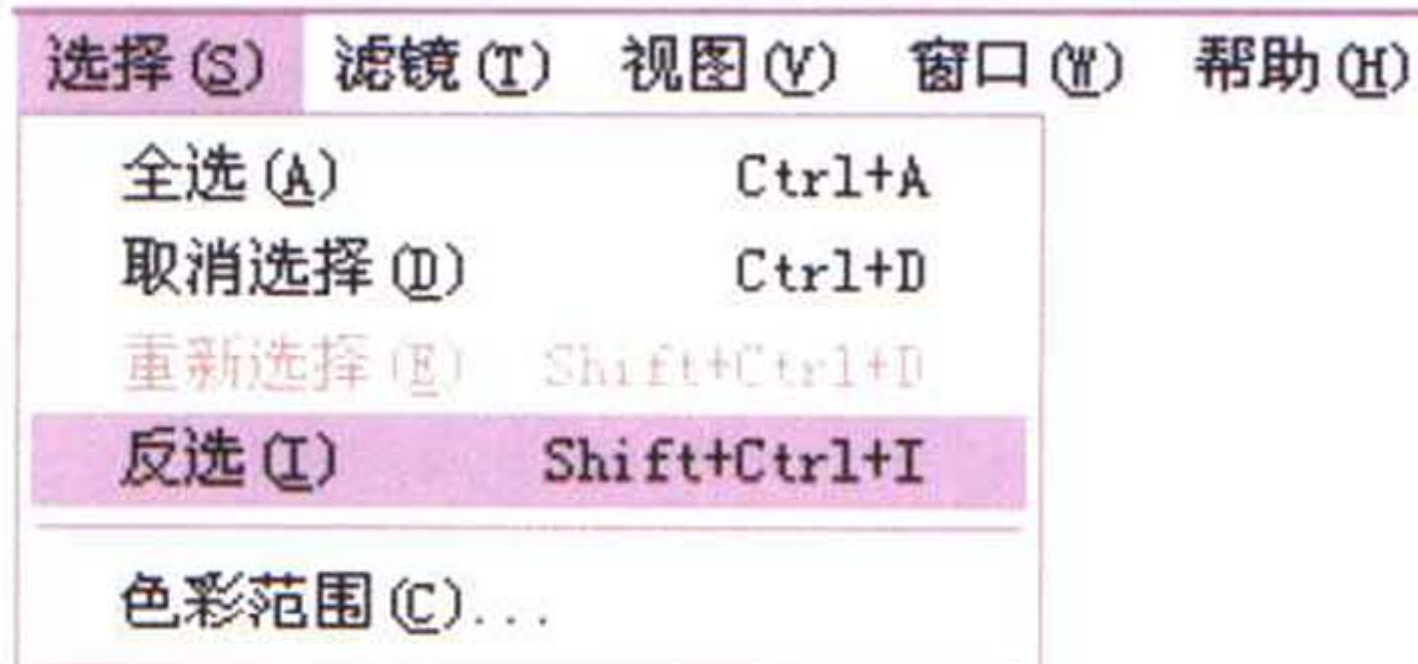 选择(S) 滤镜(T) 视图(V) 窗口(W) 帮助(H)
全选(A) Ctrl+A
取消选择(D) Ctrl+D
重新选择(E) Shift+Ctrl+D
反选(I) Shift+Ctrl+I
色彩范围(C)...